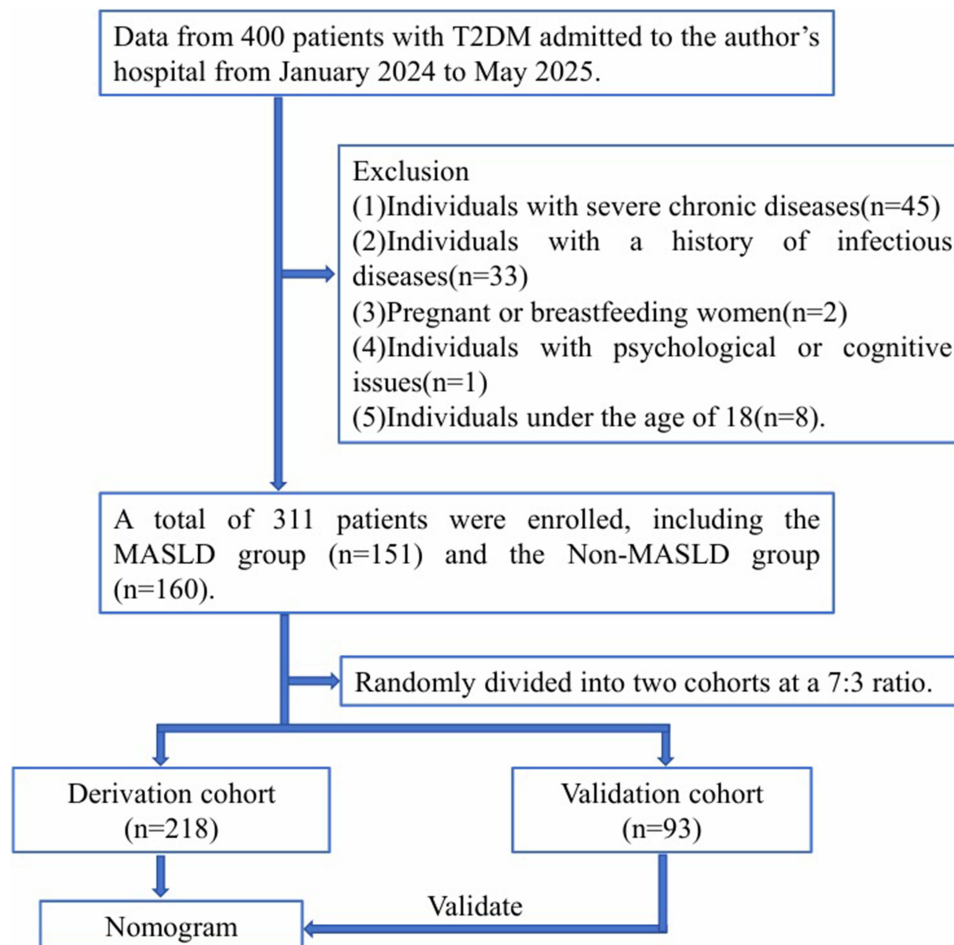 Data from 400 patients with T2DM admitted to the author’s
hospital from January 2024 to May 2025.
Exclusion
(1)Individuals with severe chronic diseases(n=45)
(2)Individuals with a history of infectious
diseases(n=33)
(3)Pregnant or breastfeeding women(n=2)
(4)Individuals with psychological or cognitive
issues(n=1)
(5)Individuals under the age of 18(n=8).
A total of 311 patients were enrolled, including the
MASLD group (n=151) and the Non-MASLD group
(n=160).
Randomly divided into two cohorts at a 7:3 ratio.
Derivation cohort
(n=218)
Validation cohort
(n=93)
Validate
Nomogram